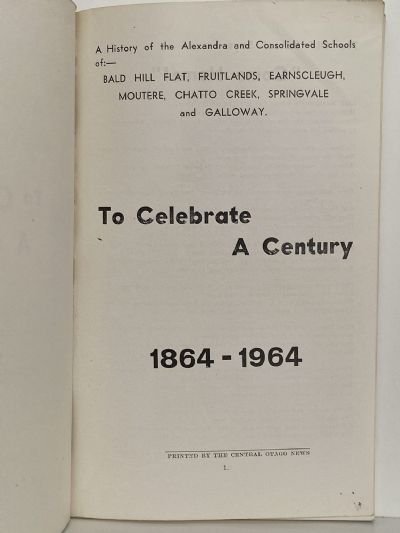 A History of the Alexandra and Consolidated Schools
of:—
BALD HILL FLAT, FRUITLANDS, EARNSCLEUGH,
MOUTERE, CHATTO CREEK, SPRINGVALE
and GALLOWAY.
To Celebrate
A Century
1864 - 1964
PRINTED BY THE CENTRAL OTAGO NEWS
1.